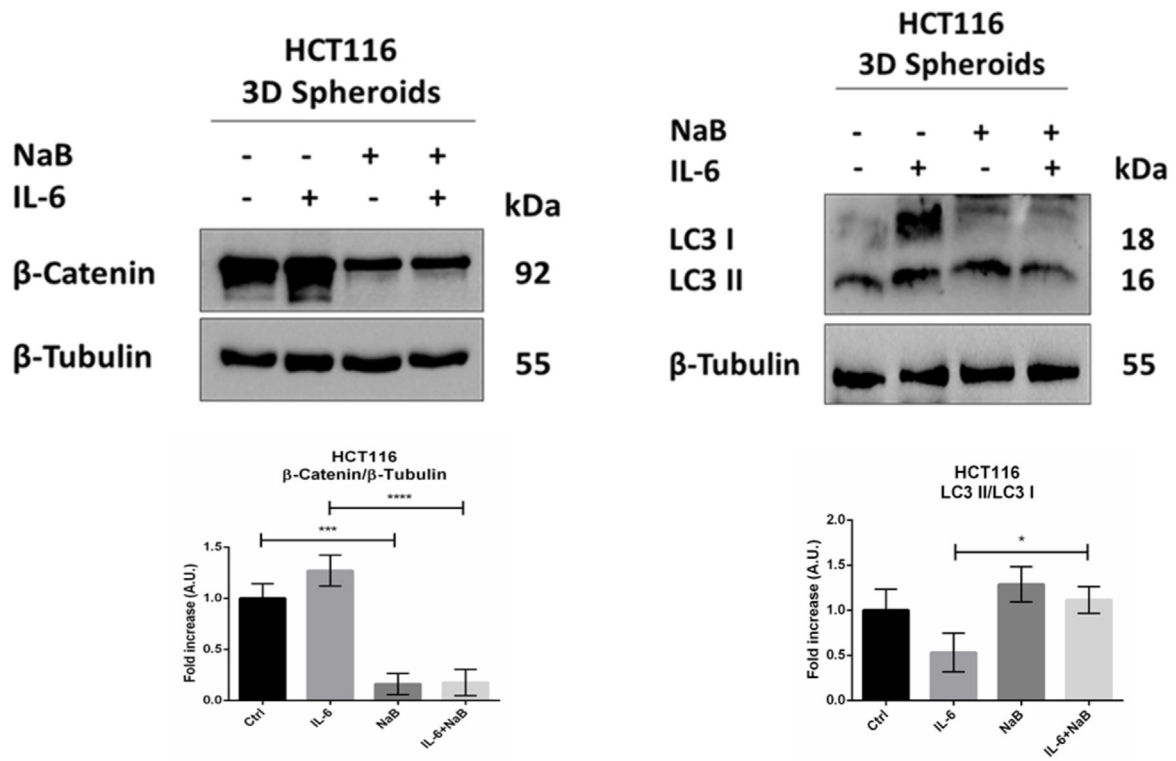 HCT116
3D Spheroids
NaB - - + +
IL-6 - + - +
kDa
β-Catenin 92
β-Tubulin 55
HCT116
β-Catenin/β-Tubulin
****
***
Fold increase (A.U.)
1.5
1.0
0.5
0.0
Ctrl IL-6 NaB IL-6+NaB
HCT116
3D Spheroids
NaB - - + +
IL-6 - + - +
kDa
LC3 I 18
LC3 II 16
β-Tubulin 55
HCT116
LC3 II/LC3 I
*
Fold increase (A.U.)
2.0
1.5
1.0
0.5
0.0
Ctrl IL-6 NaB IL-6+NaB